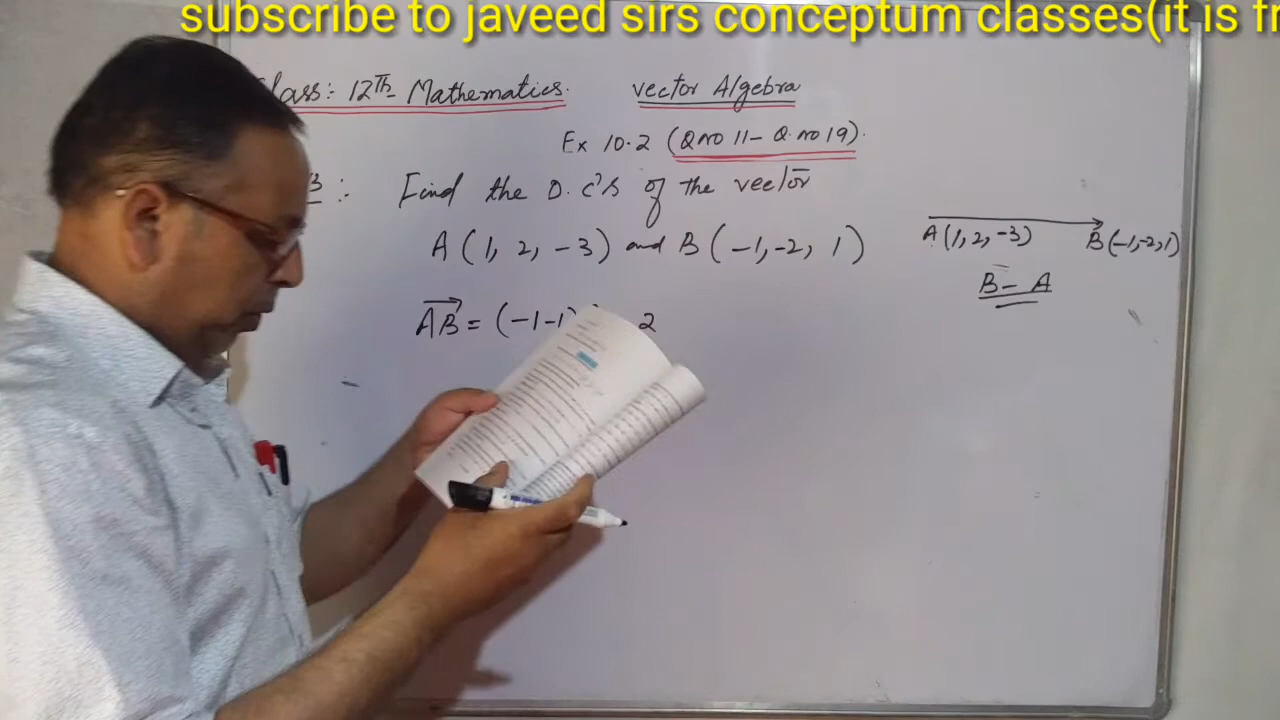 subscribe to javeed sirs conceptum classes(it is fr
lass: 12Th Mathematics. vector Algebra
Ex 10.2 (Q no 11 - Q. no 19).
: Find the D.C's of the vector
A (1, 2, -3) and B (-1, -2, 1)
A (1, 2, -3) B (-1, -2, 1)
B - A
AB = (-1-1) 2